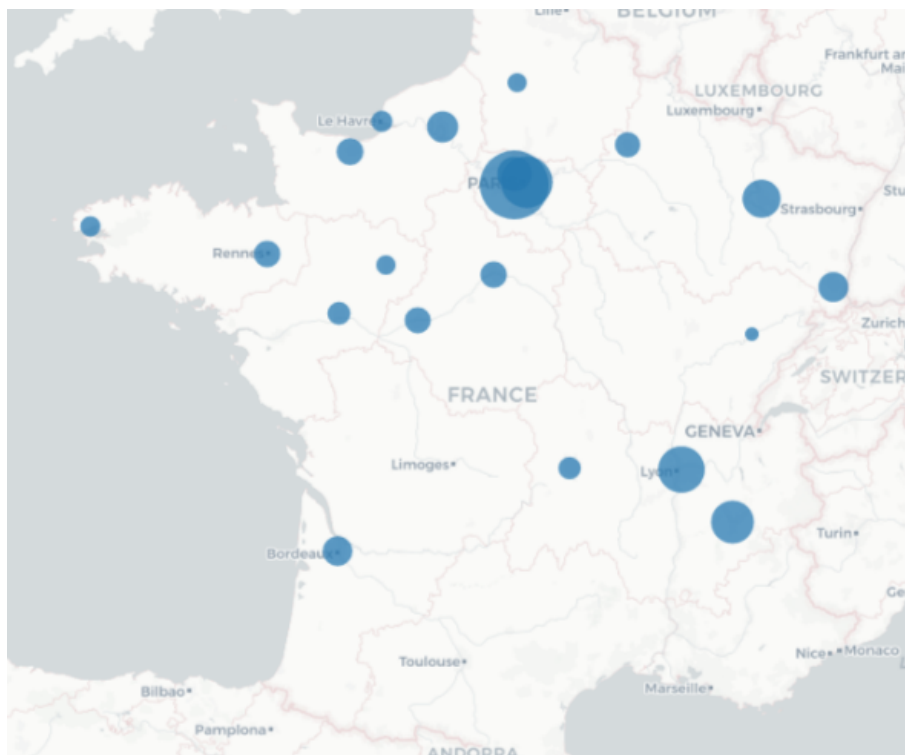 Lille
BELGIUM
Frankfurt a
Mai
LUXEMBOURG
Luxembourg
Le Havre
PAR
Stu
Strasbourg
Rennes
Zurich
SWITZER
FRANCE
GENEVA
Limoges
Lyon
Turin
Bordeaux
Ge
Nice
Monaco
Toulouse
Marseille
Bilbao
Pamplona
ANDORRA